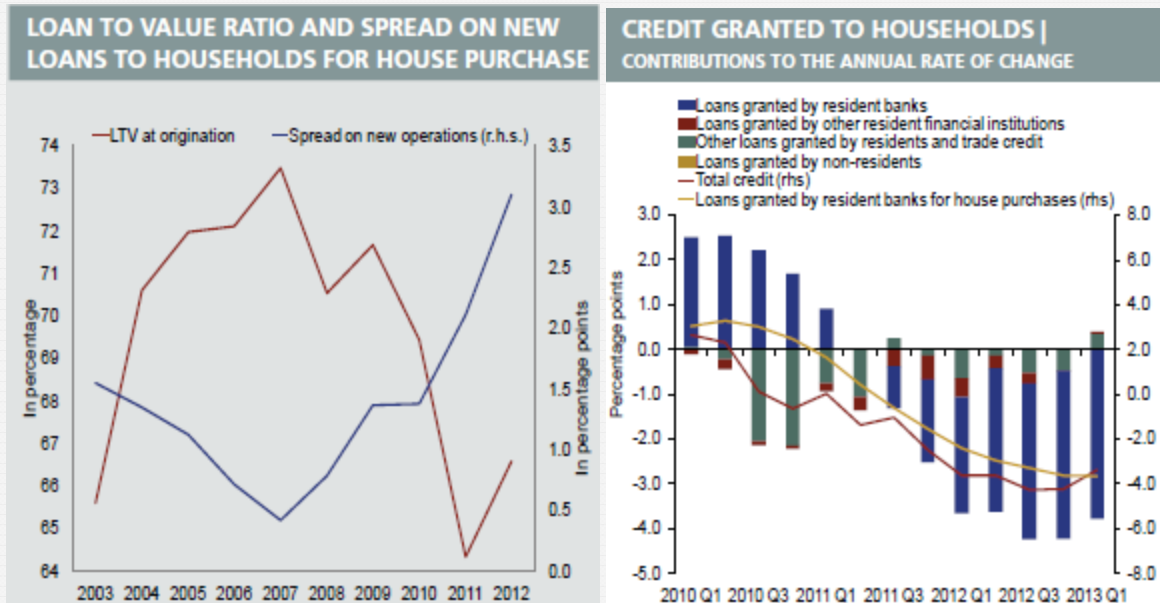 LOAN TO VALUE RATIO AND SPREAD ON NEW
LOANS TO HOUSEHOLDS FOR HOUSE PURCHASE
LTV at origination
Spread on new operations (r.h.s.)
In percentage
74
73
72
71
70
69
68
67
66
65
64
In percentage points
3.5
3.0
2.5
2.0
1.5
1.0
0.5
0.0
2003 2004 2005 2006 2007 2008 2009 2010 2011 2012
CREDIT GRANTED TO HOUSEHOLDS |
CONTRIBUTIONS TO THE ANNUAL RATE OF CHANGE
Loans granted by resident banks
Loans granted by other resident financial institutions
Other loans granted by residents and trade credit
Loans granted by non-residents
Total credit (rhs)
Loans granted by resident banks for house purchases (rhs)
Percentage points
3.0
2.0
1.0
0.0
-1.0
-2.0
-3.0
-4.0
-5.0
8.0
6.0
4.0
2.0
0.0
-2.0
-4.0
-6.0
-8.0
2010 Q1 2010 Q3 2011 Q1 2011 Q3 2012 Q1 2012 Q3 2013 Q1